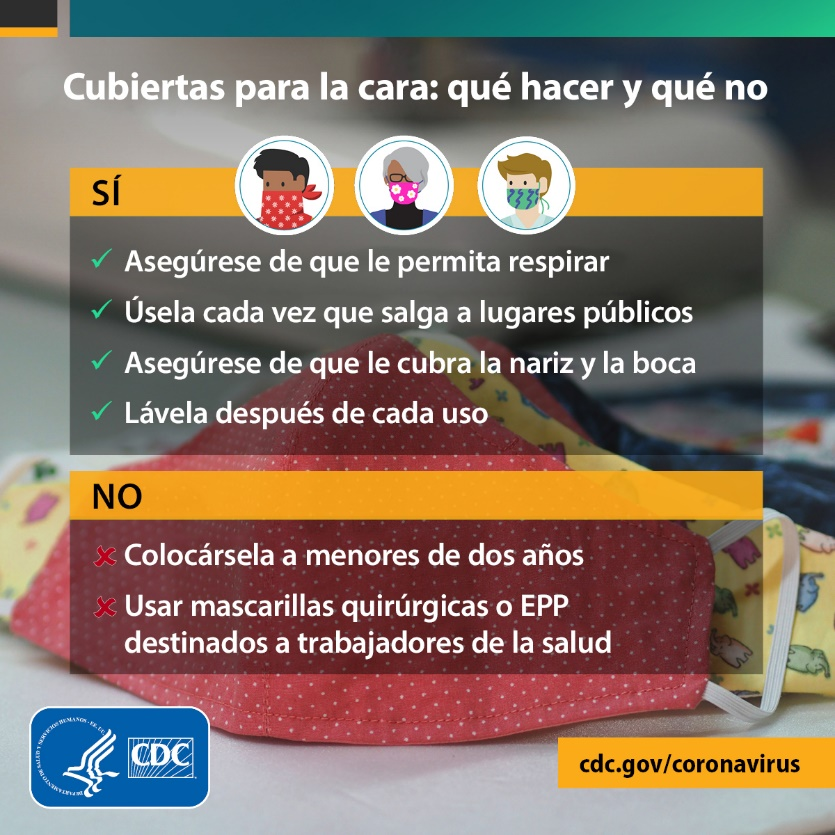 Cubiertas para la cara: qué hacer y qué no
SÍ
Asegúrese de que le permita respirar
Úsela cada vez que salga a lugares públicos
Asegúrese de que le cubra la nariz y la boca
Lávela después de cada uso
NO
Colocársela a menores de dos años
Usar mascarillas quirúrgicas o EPP
destinados a trabajadores de la salud
DEPARTAMENTO DE SALUD Y SERVICIOS HUMANOS - EE.UU.
CDC
cdc.gov/coronavirus